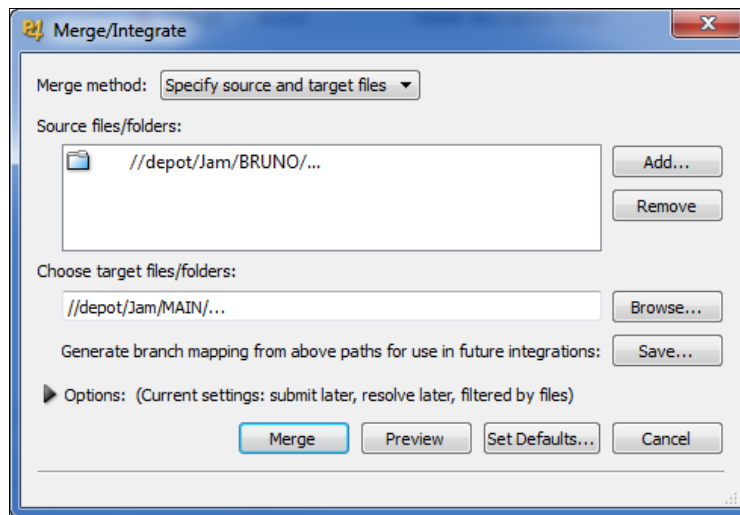 Merge/Integrate
Merge method: Specify source and target files
Source files/folders:
//depot/Jam/BRUNO/...
Add...
Remove
Choose target files/folders:
//depot/Jam/MAIN/...
Browse...
Generate branch mapping from above paths for use in future integrations: Save...
Options: (Current settings: submit later, resolve later, filtered by files)
Merge Preview Set Defaults... Cancel